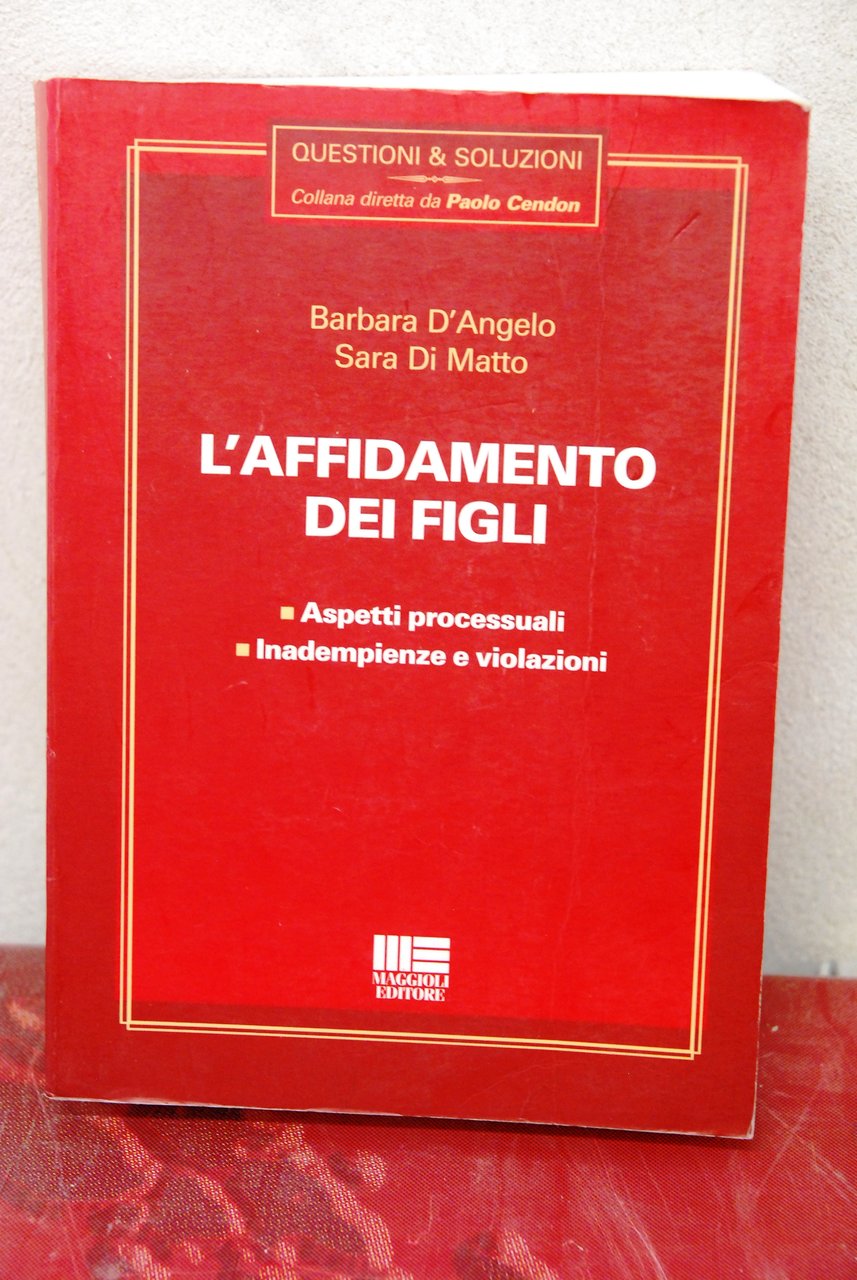 QUESTIONI & SOLUZIONI
Collana diretta da Paolo Cendon
Barbara D'Angelo
Sara Di Matto
L'AFFIDAMENTO
DEI FIGLI
Aspetti processuali
Inadempienze e violazioni
MAGGIOLI
EDITORE